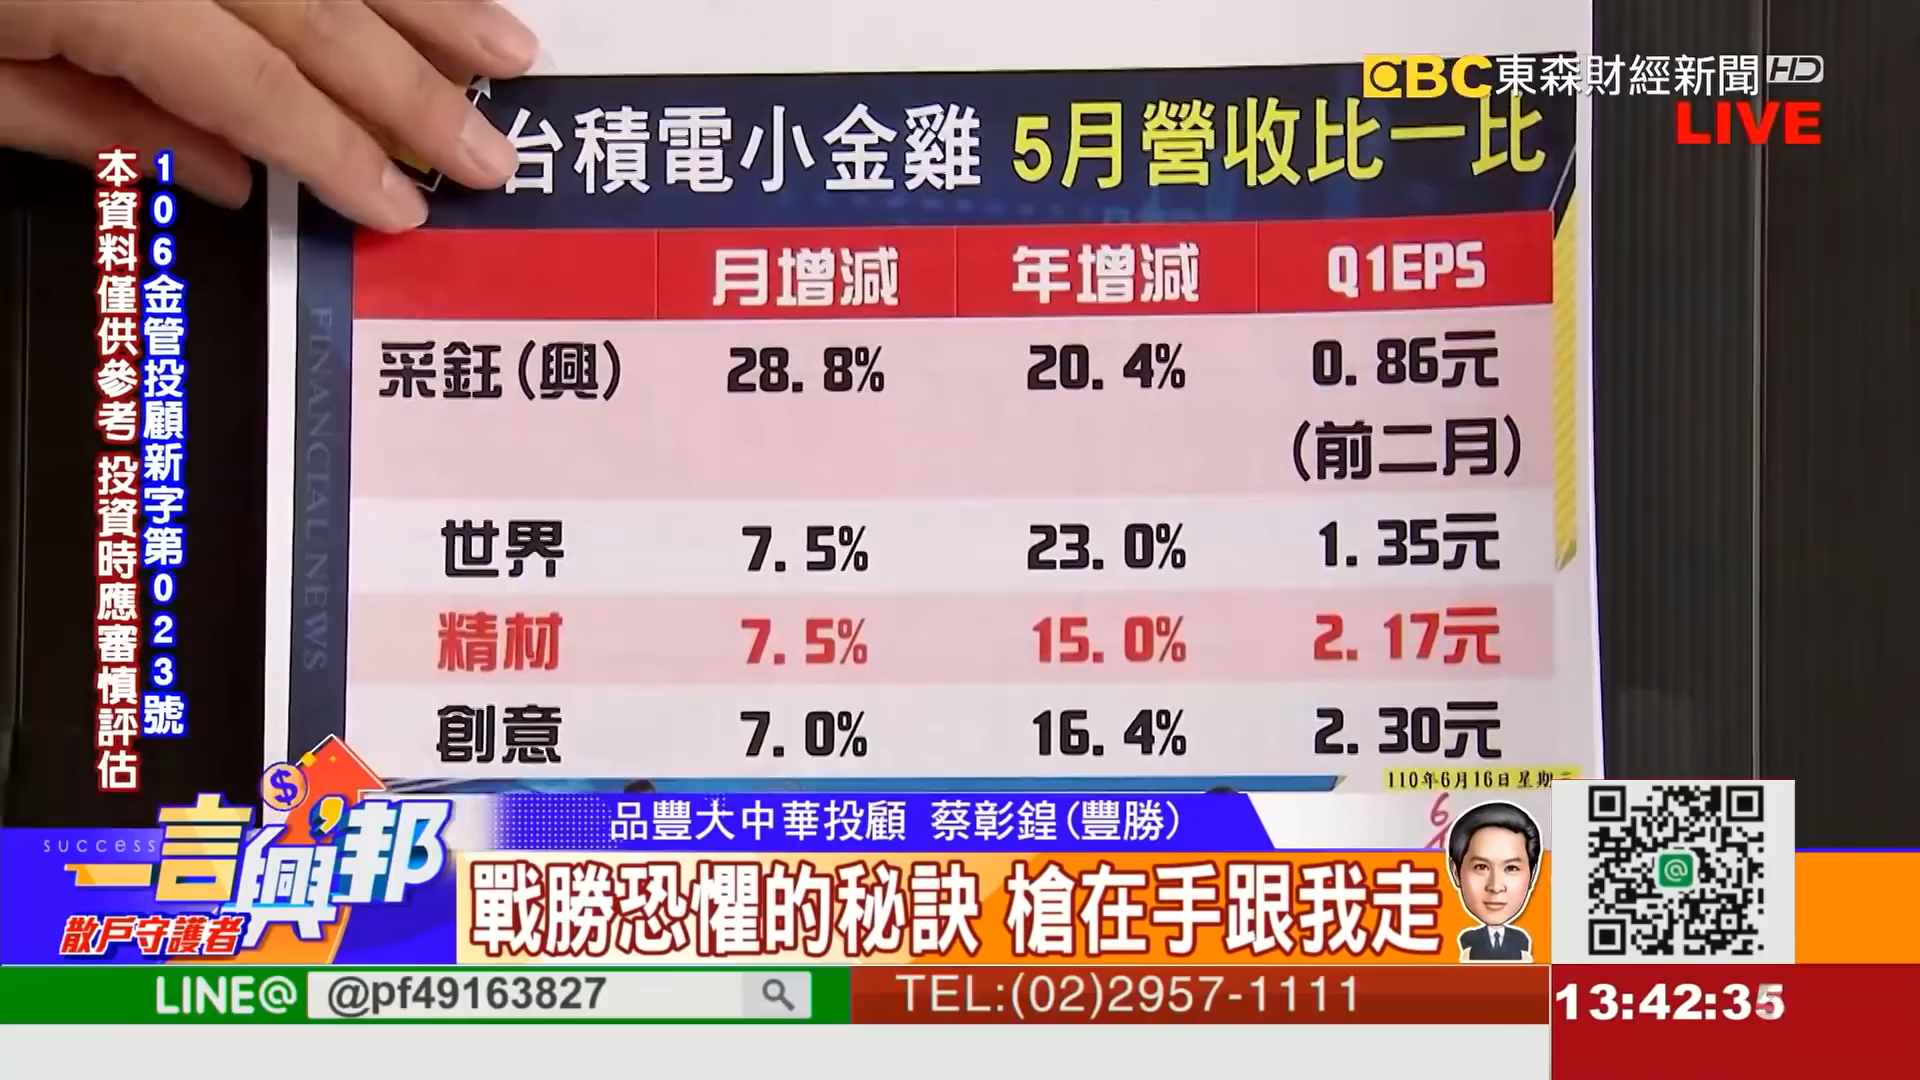 EBC東森財經新聞HD
LIVE
106金管投顧新字第023號
本資料僅供參考 投資時應審慎評估
台積電小金雞 5月營收比一比
月增減 年增減 Q1EPS
采鈺(興) 28.8% 20.4% 0.86元
(前二月)
世界 7.5% 23.0% 1.35元
精材 7.5% 15.0% 2.17元
創意 7.0% 16.4% 2.30元
FINANCIAL NEWS
110年6月16日星期
success
一言興邦
散戶守護者
品豐大中華投顧 蔡彰鍠(豐勝)
戰勝恐懼的秘訣 槍在手跟我走
LINE@ @pf49163827
TEL:(02)2957-1111
13:42:35